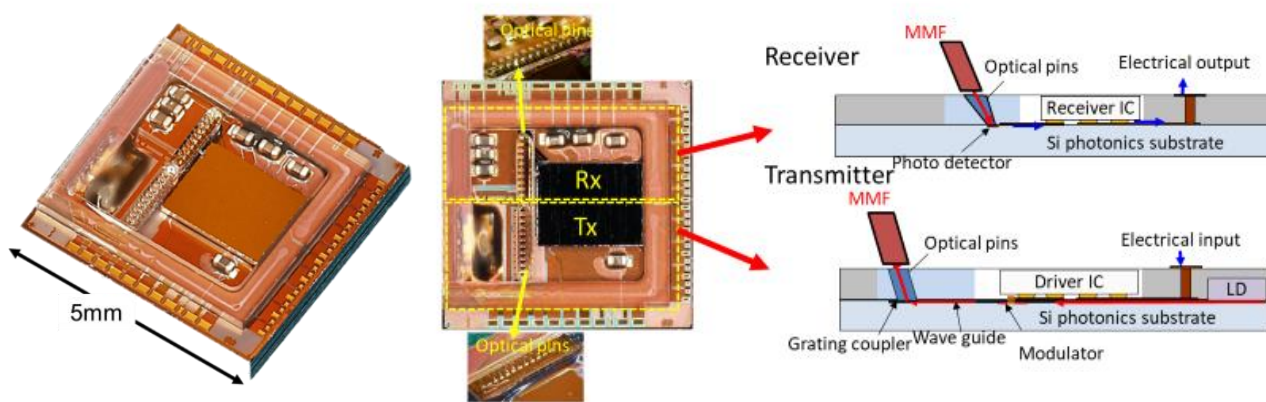 5mm
Optical pins
Rx
Tx
Optical pins
Receiver
MMF
Optical pins
Electrical output
Receiver IC
Si photonics substrate
Photo detector
Transmitter
MMF
Optical pins
Electrical input
Driver IC
LD
Si photonics substrate
Grating coupler
Wave guide
Modulator